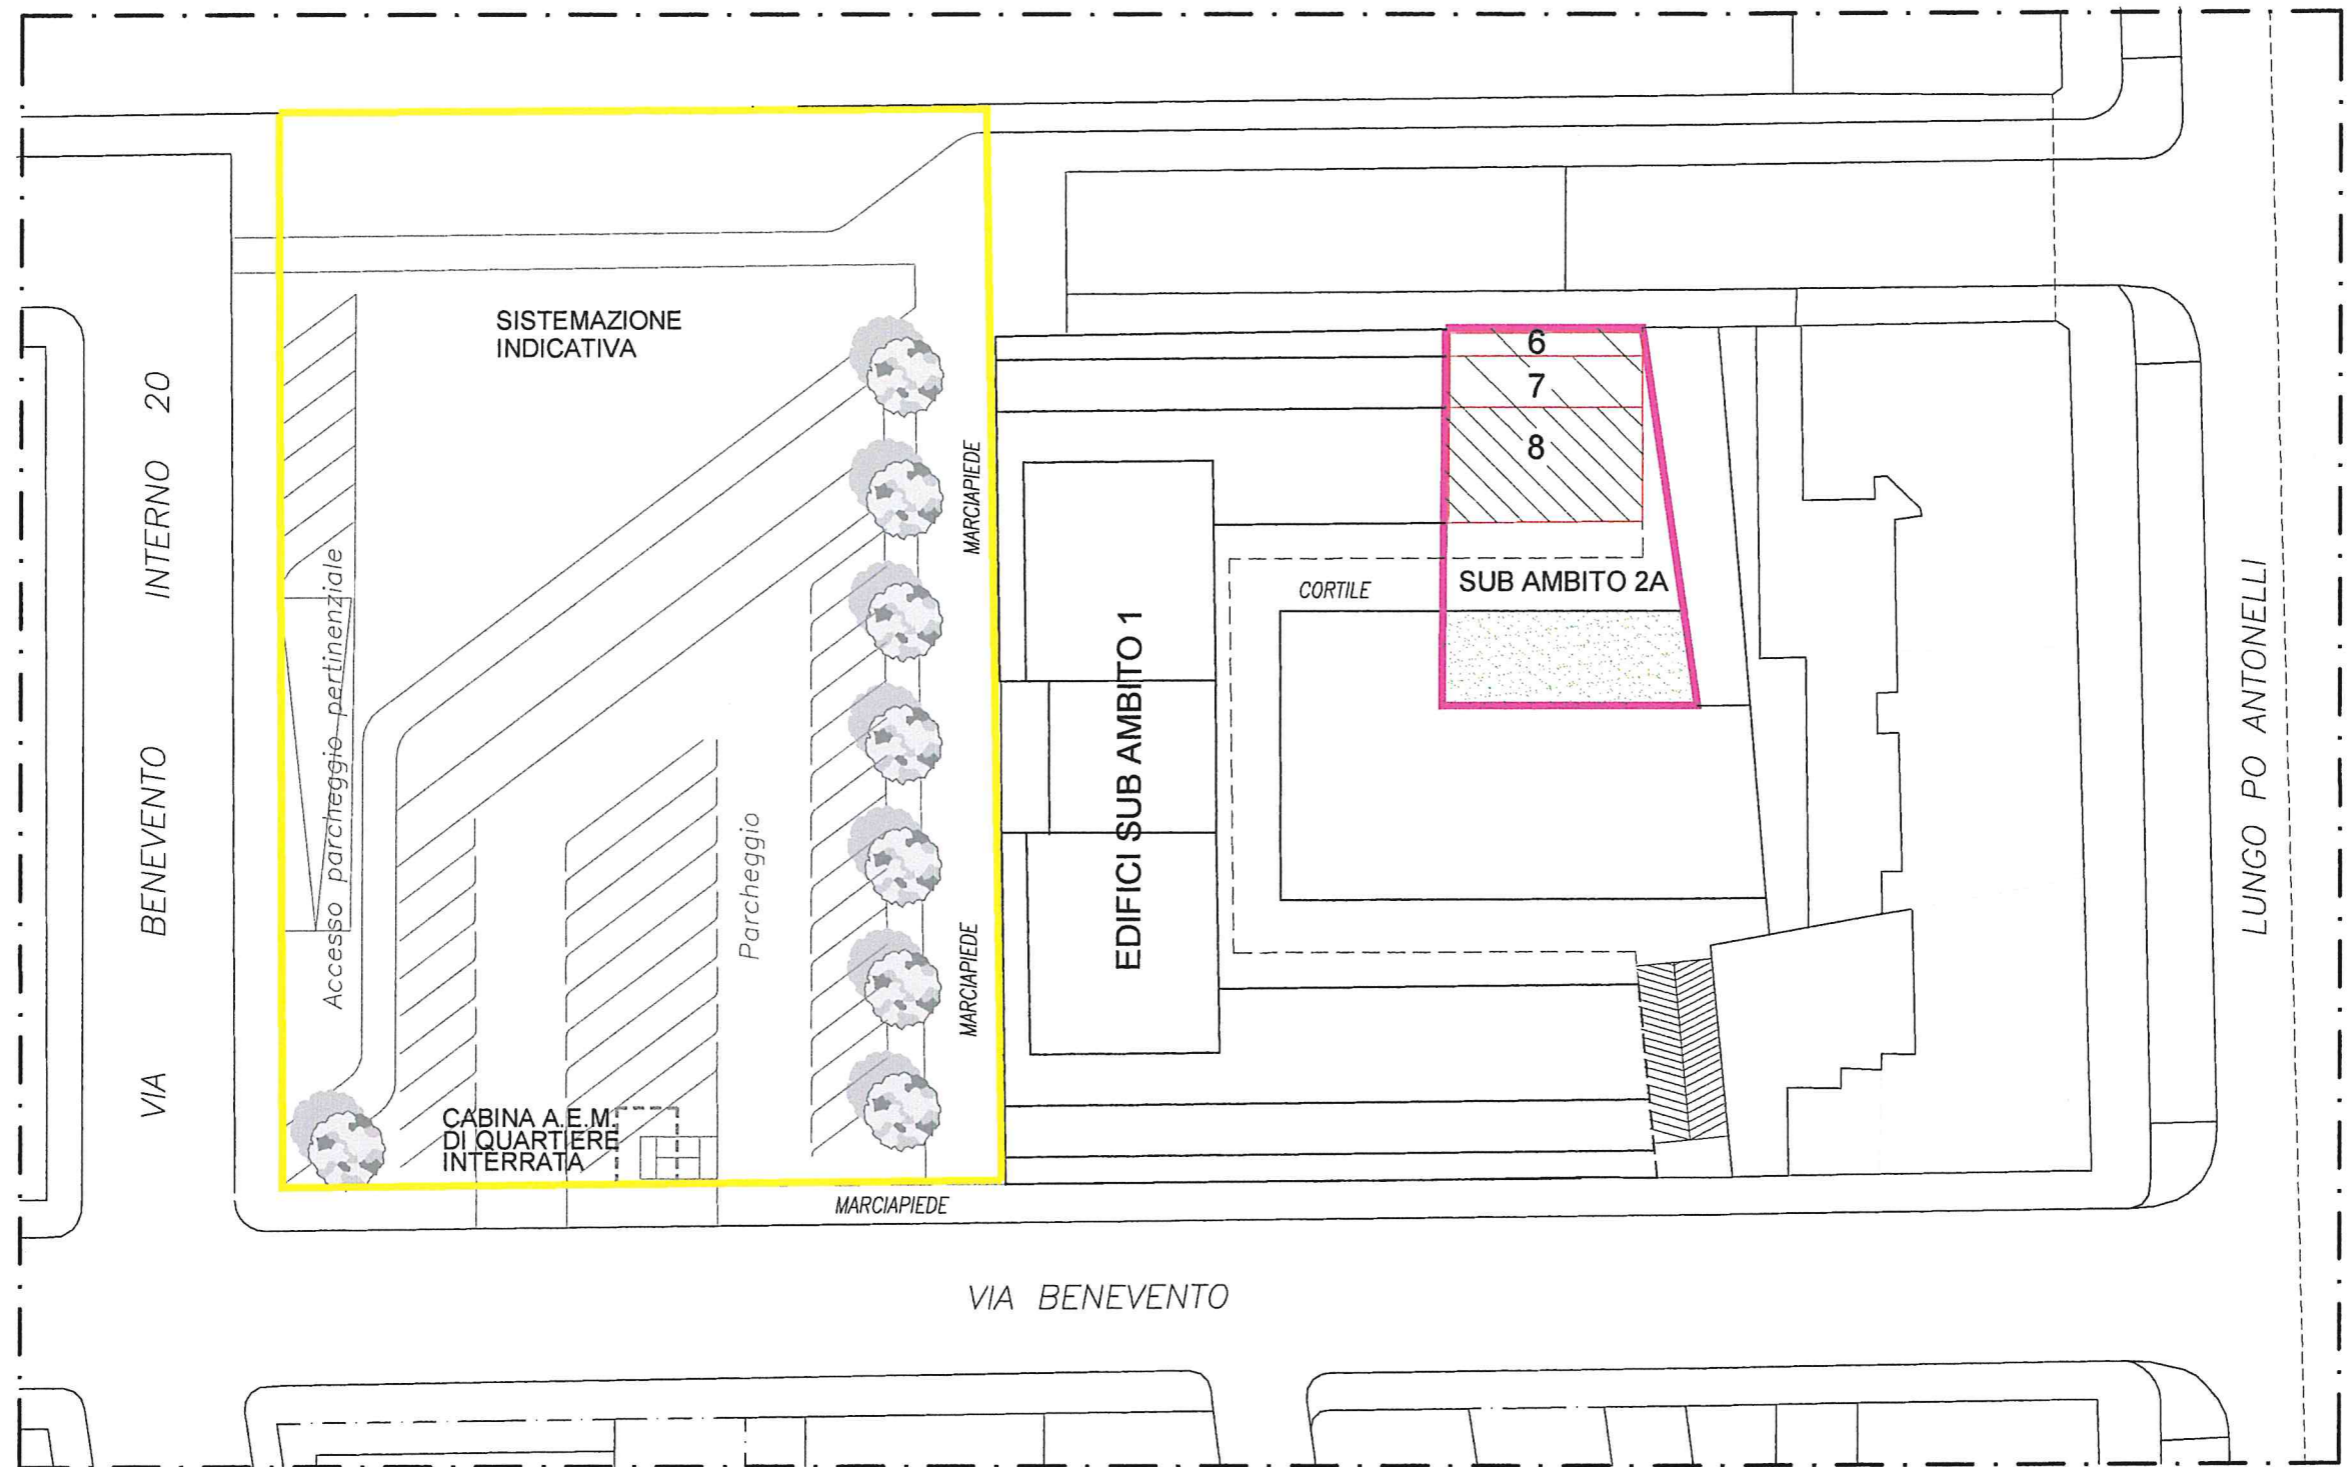 SISTEMAZIONE
INDICATIVA
VIA BENEVENTO INTERNO 20
Accesso parcheggio pertinenziale
Parcheggio
MARCIAPIEDE
MARCIAPIEDE
CABINA A.E.M.
DI QUARTIERE
INTERRATA
MARCIAPIEDE
EDIFICI SUB AMBITO 1
6
7
8
CORTILE
SUB AMBITO 2A
LUNGO PO ANTONELLI
VIA BENEVENTO